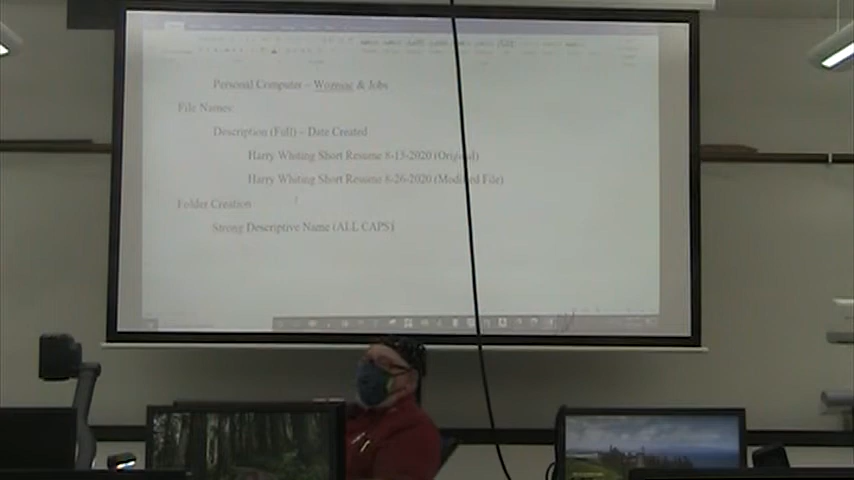 Personal Computer – Wozniac & Jobs
File Names:
Description (Full) – Date Created
Harry Whiting Short Resume 8-13-2020 (Original)
Harry Whiting Short Resume 8-26-2020 (Modified File)
Folder Creation
Strong Descriptive Name (ALL CAPS)